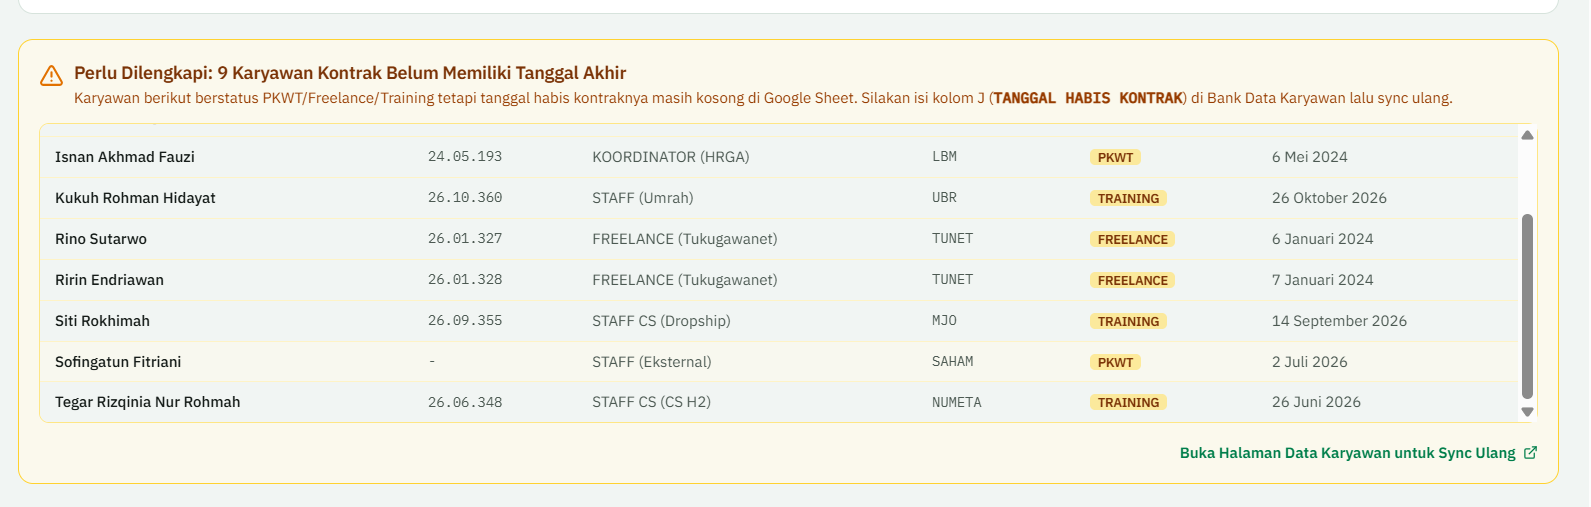 Perlu Dilengkapi: 9 Karyawan Kontrak Belum Memiliki Tanggal Akhir
Karyawan berikut berstatus PKWT/Freelance/Training tetapi tanggal habis kontraknya masih kosong di Google Sheet. Silakan isi kolom J (TANGGAL HABIS KONTRAK) di Bank Data Karyawan lalu sync ulang.
Isnan Akhmad Fauzi 24.05.193 KOORDINATOR (HRGA) LBM PKWT 6 Mei 2024
Kukuh Rohman Hidayat 26.10.360 STAFF (Umrah) UBR TRAINING 26 Oktober 2026
Rino Sutarwo 26.01.327 FREELANCE (Tukugawanet) TUNET FREELANCE 6 Januari 2024
Ririn Endriawan 26.01.328 FREELANCE (Tukugawanet) TUNET FREELANCE 7 Januari 2024
Siti Rokhimah 26.09.355 STAFF CS (Dropship) MJO TRAINING 14 September 2026
Sofingatun Fitriani - STAFF (Eksternal) SAHAM PKWT 2 Juli 2026
Tegar Rizqinia Nur Rohmah 26.06.348 STAFF CS (CS H2) NUMETA TRAINING 26 Juni 2026
Buka Halaman Data Karyawan untuk Sync Ulang